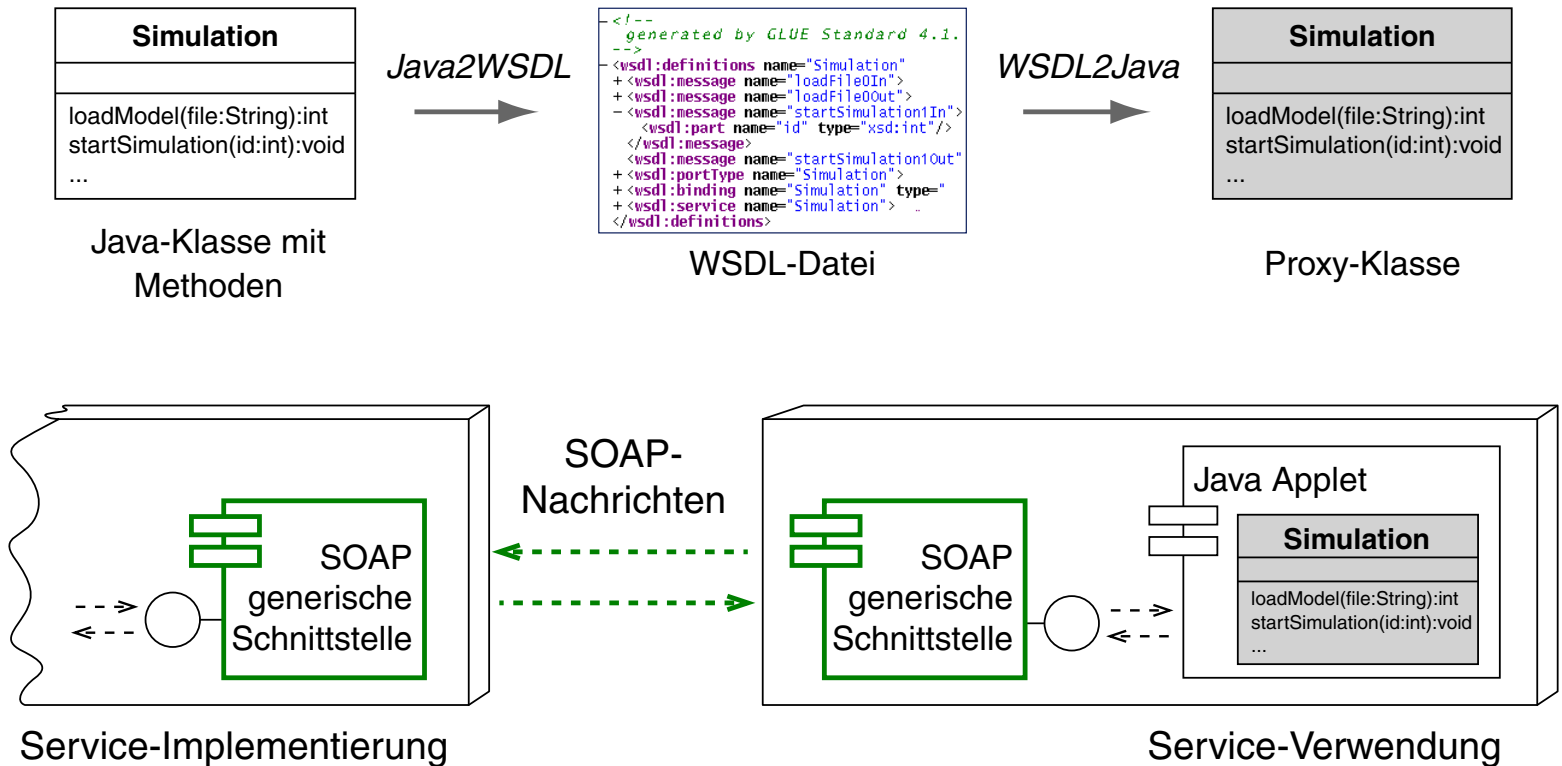 Simulation
loadModel(file:String):int
startSimulation(id:int):void
...
Java-Klasse mit
Methoden
Java2WSDL
<!--
generated by GLUE Standard 4.1.
-->
- <wsdl:definitions name="Simulation"
+ <wsdl:message name="loadFile0In">
+ <wsdl:message name="loadFile0Out">
- <wsdl:message name="startSimulation1In">
<wsdl:part name="id" type="xsd:int"/>
</wsdl:message>
<wsdl:message name="startSimulation1Out"
+ <wsdl:portType name="Simulation">
+ <wsdl:binding name="Simulation" type="
+ <wsdl:service name="Simulation">
</wsdl:definitions>
WSDL-Datei
WSDL2Java
Simulation
loadModel(file:String):int
startSimulation(id:int):void
...
Proxy-Klasse
SOAP
generische
Schnittstelle
Service-Implementierung
SOAP-
Nachrichten
SOAP
generische
Schnittstelle
Java Applet
Simulation
loadModel(file:String):int
startSimulation(id:int):void
...
Service-Verwendung